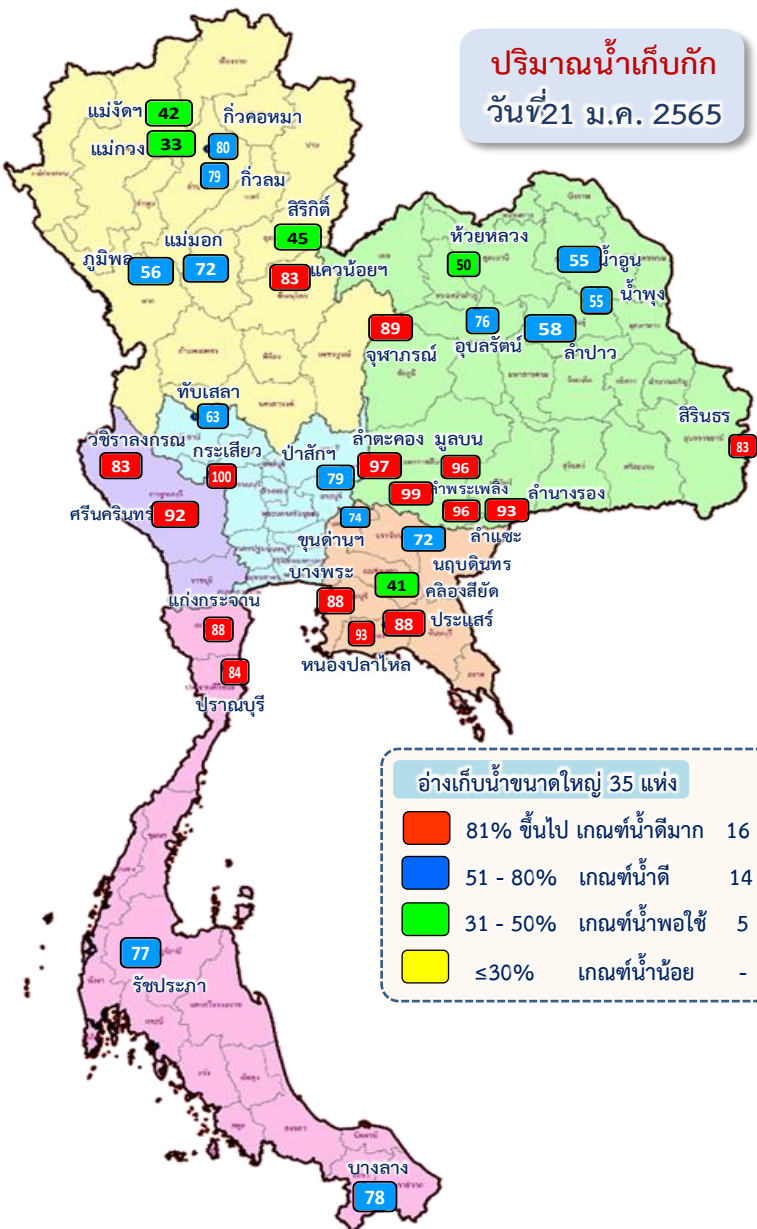 ปริมาณน้ำเก็บกัก
วันที่21 ม.ค. 2565
แม่งัดฯ 42
กิ่วคอหมา
แม่กวง 33
80
79 กิ่วลม
สิริกิติ์
45
ภูมิพล 56
แม่มอก
72
83 แควน้อยฯ
ห้วยหลวง
50
55 น้ำอูน
55 น้ำพุง
89
จุฬาภรณ์
76
อุบลรัตน์
58
ลำปาว
ทับเสลา
63
สิรินธร
83
วชิราลงกรณ
83
กระเสียว
100
ป่าสักฯ
79
ลำตะคอง
97
มูลบน
96
99 ลำพระเพลิง
ลำนางรอง
93
96
ลำแชะ
ศรีนครินทร์ 92
74
ขุนด่านฯ
72
นฤบดินทร
บางพระ
88
41 คลองสียัด
88 ประแสร์
93
หนองปลาไหล
แก่งกระจาน
88
84
ปราณบุรี
อ่างเก็บน้ำขนาดใหญ่ 35 แห่ง
81% ขึ้นไป เกณฑ์น้ำดีมาก 16
51 - 80% เกณฑ์น้ำดี 14
31 - 50% เกณฑ์น้ำพอใช้ 5
≤30% เกณฑ์น้ำน้อย -
77
รัชประภา
บางลาง
78